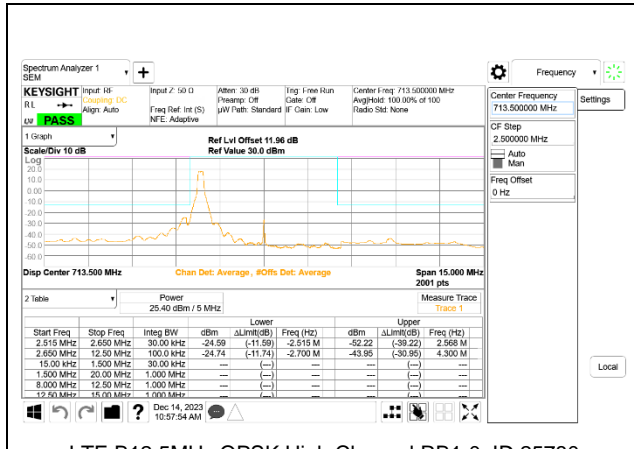 Spectrum Analyzer 1
SEM
Frequency
KEYSIGHT
Input: RF
Coupling: DC
Align: Auto
Input Z: 50 Ω
Freq Ref: Int (S)
NFE: Adaptive
Atten: 30 dB
Preamp: Off
µW Path: Standard
Trig: Free Run
Gate: Off
IF Gain: Low
Center Freq: 713.500000 MHz
Avg|Hold: 100.00% of 100
Radio Std: None
RL
PASS
Center Frequency
713.500000 MHz
Settings
CF Step
2.500000 MHz
Auto
Man
Freq Offset
0 Hz
Local
1 Graph
Scale/Div 10 dB
Ref Lvl Offset 11.96 dB
Ref Value 30.0 dBm
Log
20.0
10.0
0.00
-10.0
-20.0
-30.0
-40.0
-50.0
-60.0
Disp Center 713.500 MHz
Chan Det: Average, #Offs Det: Average
Span 15.000 MHz
2001 pts
2 Table
Power
25.40 dBm / 5 MHz
Measure Trace
Trace 1
Lower Upper
Start Freq Stop Freq Integ BW dBm ΔLimit(dB) Freq (Hz) dBm ΔLimit(dB) Freq (Hz)
2.515 MHz 2.650 MHz 30.00 kHz -24.59 (-11.59) -2.515 M -52.22 (-39.22) 2.568 M
2.650 MHz 12.50 MHz 100.0 kHz -24.74 (-11.74) -2.700 M -43.95 (-30.95) 4.300 M
15.00 kHz 1.500 MHz 30.00 kHz --- (---) --- --- (---) ---
1.500 MHz 20.00 MHz 1.000 MHz --- (---) --- --- (---) ---
8.000 MHz 12.50 MHz 1.000 MHz --- (---) --- --- (---) ---
12.50 MHz 15.00 MHz 1.000 MHz --- (---) --- --- (---) ---
Dec 14, 2023
10:57:54 AM